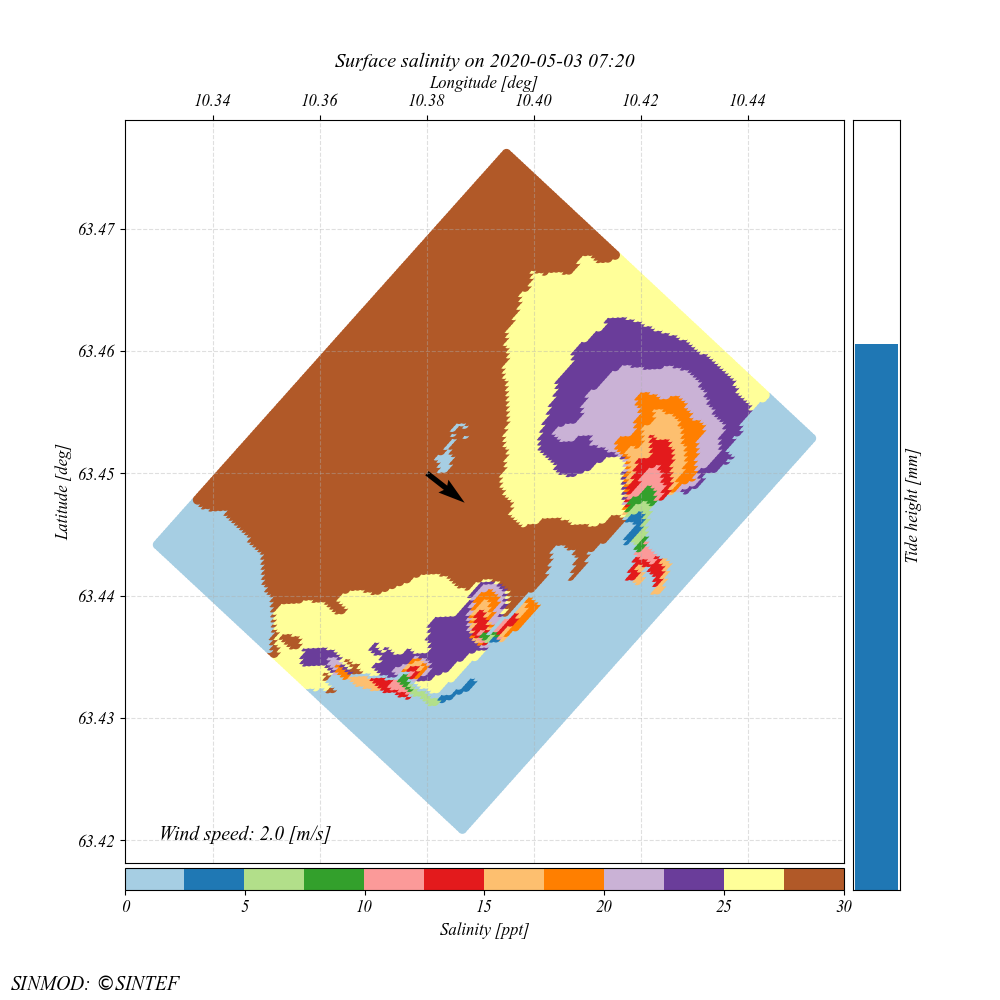 Surface salinity on 2020-05-03 07:20
Longitude [deg]
10.34 10.36 10.38 10.40 10.42 10.44
63.47
63.46
63.45
63.44
63.43
63.42
Latitude [deg]
Tide height [mm]
Wind speed: 2.0 [m/s]
0 5 10 15 20 25 30
Salinity [ppt]
SINMOD: ©SINTEF